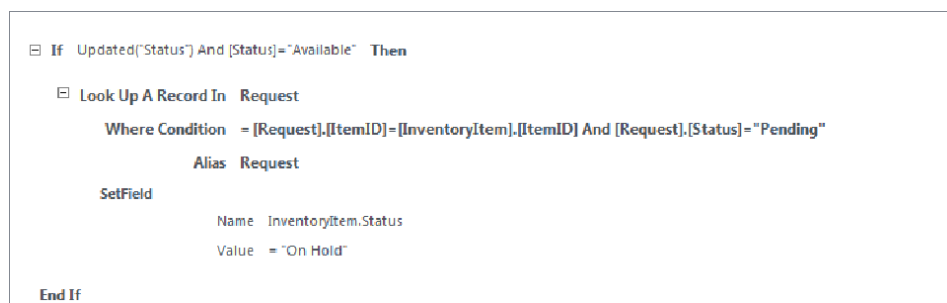 If Updated("Status") And [Status]="Available" Then
Look Up A Record In Request
Where Condition = [Request].[ItemID]=[InventoryItem].[ItemID] And [Request].[Status]="Pending"
Alias Request
SetField
Name InventoryItem.Status
Value = "On Hold"
End If